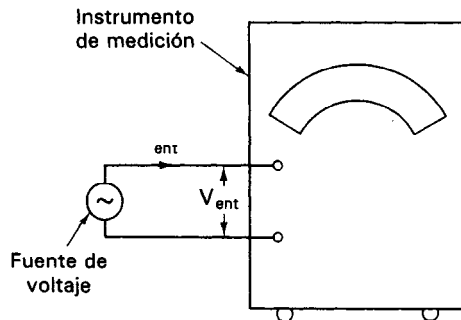 Instrumento
de medición
ent
V ent
Fuente de
voltaje